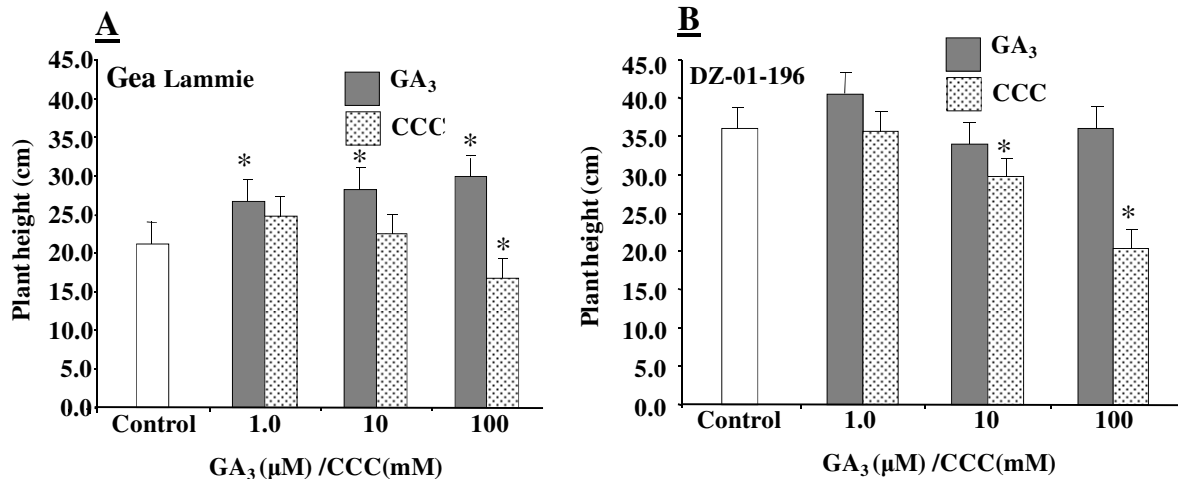 A
Plant height (cm)
45.0
40.0
35.0
30.0
25.0
20.0
15.0
10.0
5.0
0.0
Gea Lammie
GA₃
CCC
*
*
*
*
Control
1.0
10
100
GA₃ (µM) /CCC(mM)
B
Plant height (cm)
45.0
40.0
35.0
30.0
25.0
20.0
15.0
10.0
5.0
0.0
DZ-01-196
GA₃
CCC
*
*
Control
1.0
10
100
GA₃ (µM) /CCC(mM)